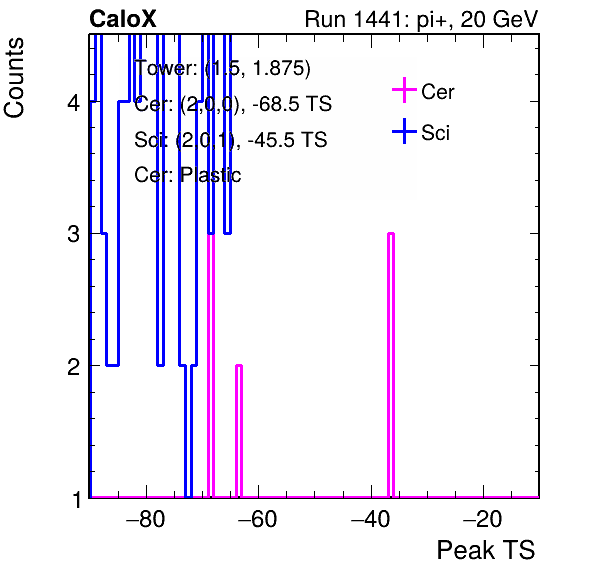 CaloX Run 1441: pi+, 20 GeV
Counts
Tower: (1.5, 1.875)
Cer: (2,0,0), -68.5 TS
Sci: (2,0,1), -45.5 TS
Cer: Plastic
Cer
Sci
4
3
2
1
−80 −60 −40 −20
Peak TS